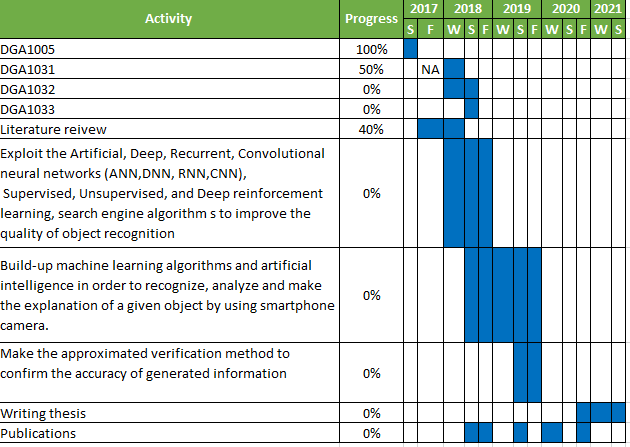 Activity Progress 2017 2018 2019 2020 2021
S F W S F W S F W S F W S
DGA1005 100%
DGA1031 50% NA
DGA1032 0%
DGA1033 0%
Literature reivew 40%
Exploit the Artificial, Deep, Recurrent, Convolutional
neural networks (ANN,DNN, RNN,CNN),
Supervised, Unsupervised, and Deep reinforcement
learning, search engine algorithm s to improve the
quality of object recognition
0%
Build-up machine learning algorithms and artificial
intelligence in order to recognize, analyze and make
the explanation of a given object by using smartphone
camera.
0%
Make the approximated verification method to
confirm the accuracy of generated information
0%
Writing thesis 0%
Publications 0%